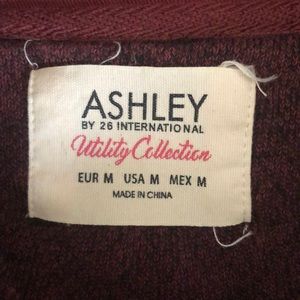 ASHLEY
BY 26 INTERNATIONAL
Utility Collection
EUR M USA M MEX M
MADE IN CHINA